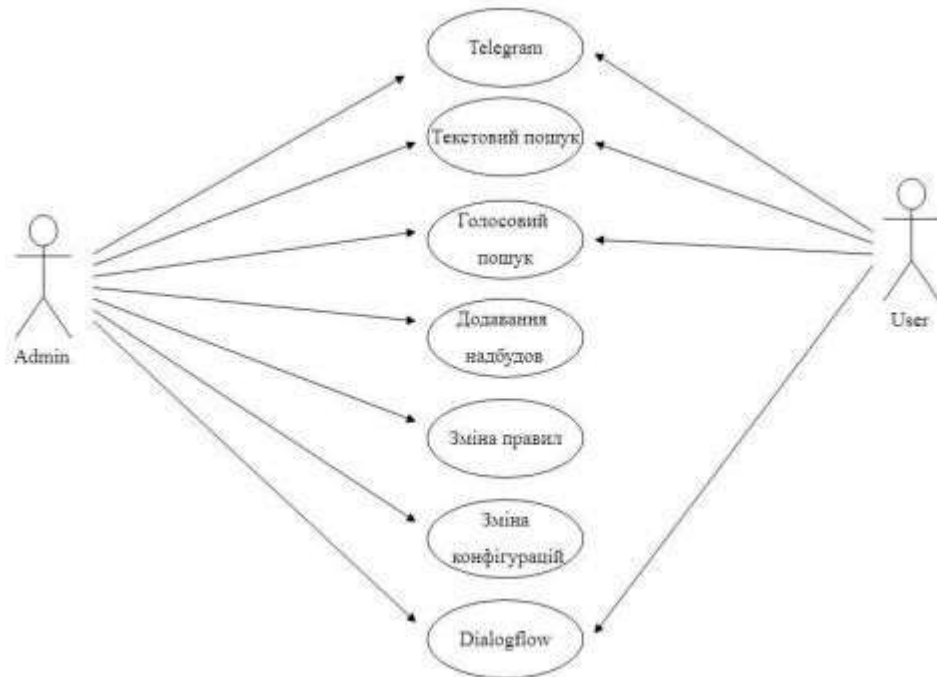 Telegram
Текстовий пошук
Голосовий
пошук
Додавання
надбудов
Зміна правил
Зміна
конфігурацій
Dialogflow
Admin
User